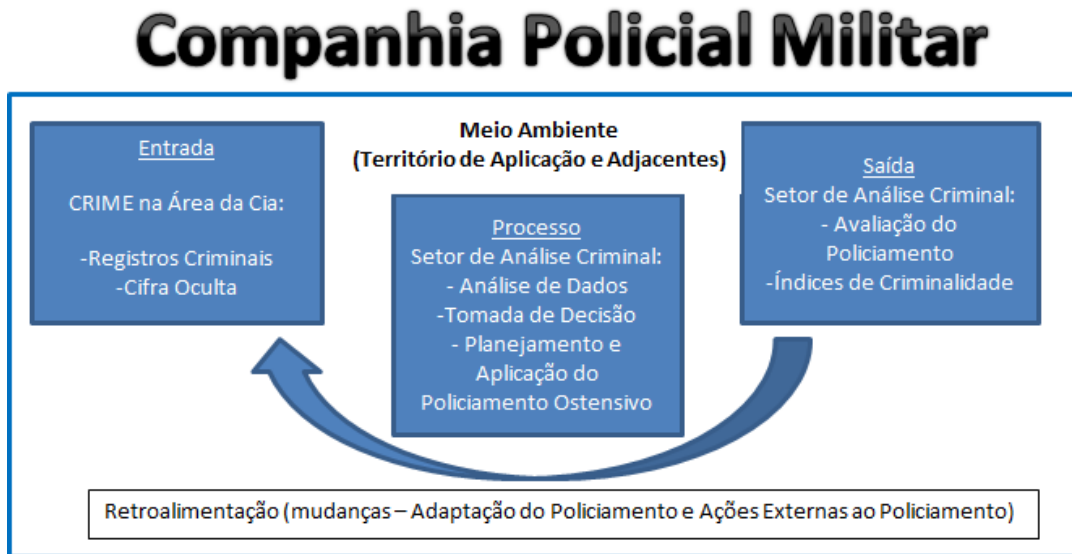 Companhia Policial Militar
Entrada
CRIME na Área da Cia:
-Registros Criminais
-Cifra Oculta
Meio Ambiente
(Território de Aplicação e Adjacentes)
Processo
Setor de Análise Criminal:
- Análise de Dados
-Tomada de Decisão
- Planejamento e
Aplicação do
Policiamento Ostensivo
Saída
Setor de Análise Criminal:
- Avaliação do
Policiamento
-Índices de Criminalidade
Retroalimentação (mudanças – Adaptação do Policiamento e Ações Externas ao Policiamento)